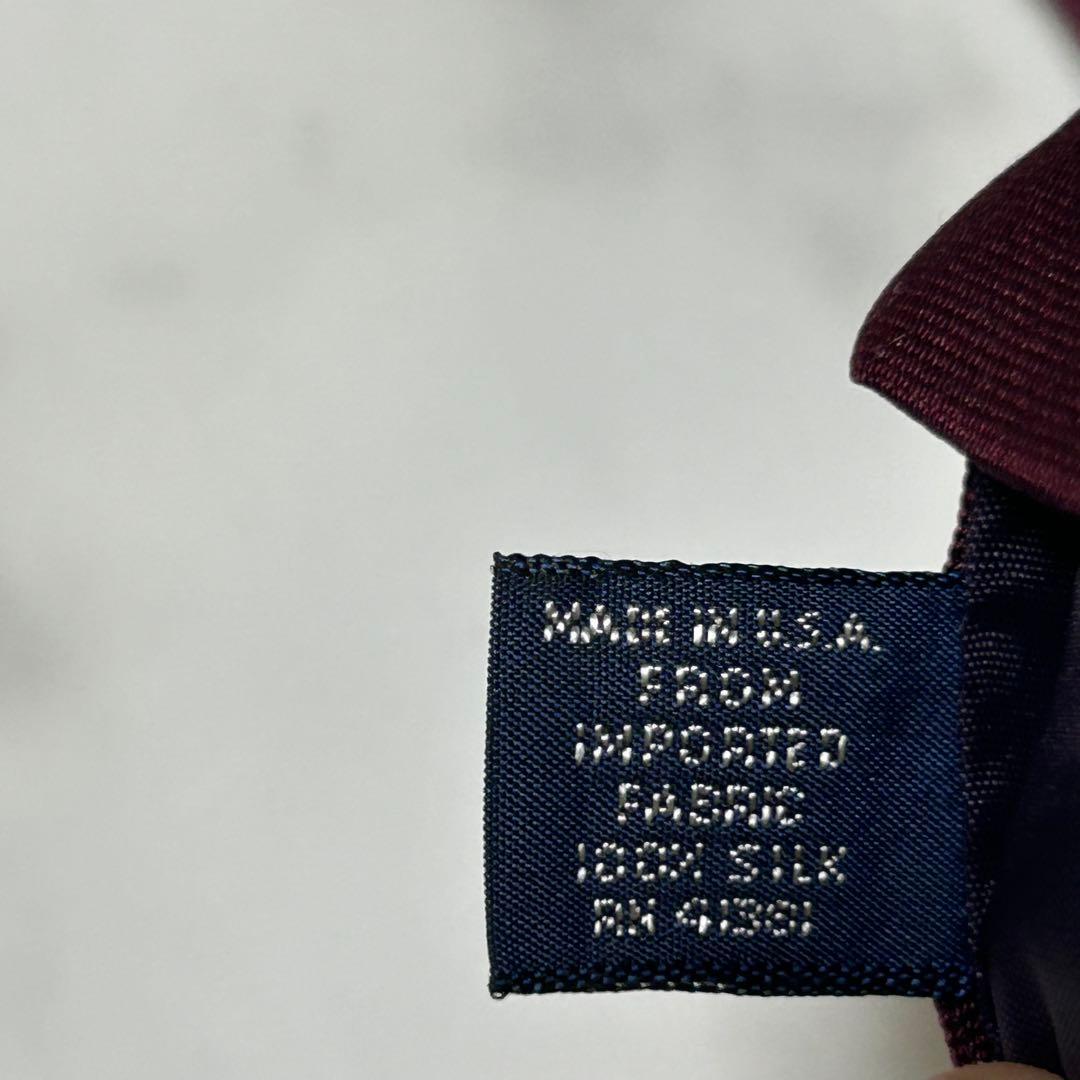 MADE IN U.S.A.
FROM
IMPORTED
FABRIC
100% SILK
RN 41381